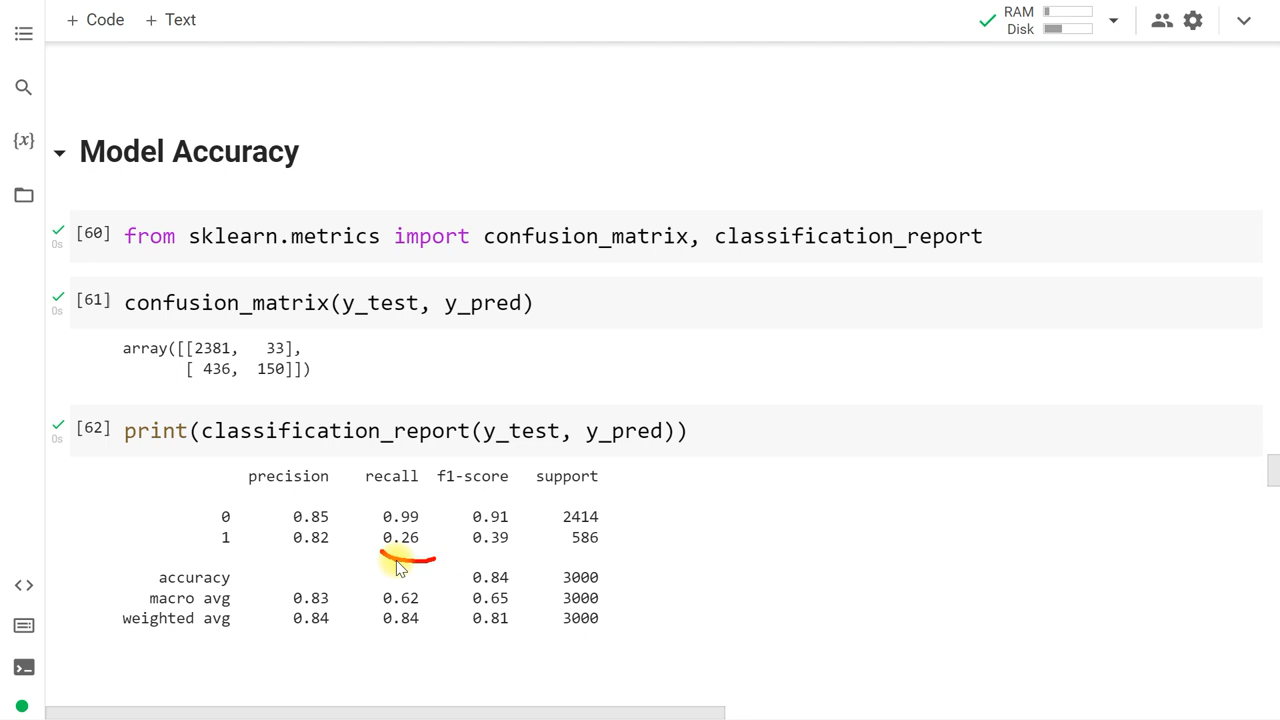 + Code + Text
RAM
Disk
{x}
Model Accuracy
[60] from sklearn.metrics import confusion_matrix, classification_report
0s
[61] confusion_matrix(y_test, y_pred)
0s
array([[2381, 33],
[ 436, 150]])
[62] print(classification_report(y_test, y_pred))
0s
precision recall f1-score support
0 0.85 0.99 0.91 2414
1 0.82 0.26 0.39 586
accuracy 0.84 3000
macro avg 0.83 0.62 0.65 3000
weighted avg 0.84 0.84 0.81 3000